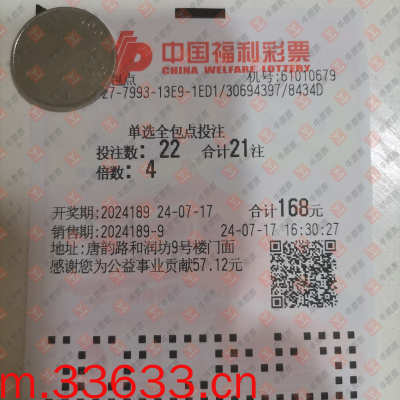 中国福利彩票
CHINA WELFARE LOTTERY
包点 机号:61010679
27-7993-13E9-1ED1/30694397/8434D
单选全包点投注
投注数: 22 合计21注
倍数: 4
开奖期:2024189 24-07-17 合计168元
销售期:2024189-9 24-07-17 16:30:27
地址:唐韵路和润坊9号楼门面
感谢您为公益事业贡献57.12元
m.33633.cn